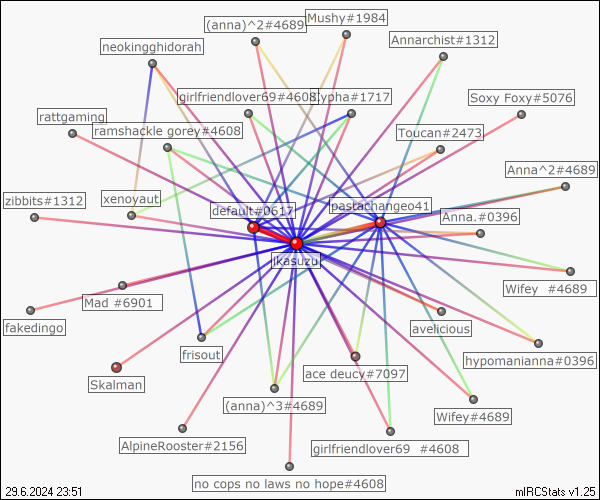 Mushy#1984
(anna)^2#4689
Annarchist#1312
neokingghidorah
girlfriendlover69#4608
lypha#1717
Soxy Foxy#5076
rattgaming
ramshackle gorey#4608
Toucan#2473
Anna^2#4689
zibbits#1312
xenoyaut
default#0617
pastachangeo41
Anna.#0396
ikasuzu
Wifey #4689
Mad #6901
fakedingo
avelicious
frisout
hypomanianna#0396
ace deucy#7097
Skalman
(anna)^3#4689
Wifey#4689
AlpineRooster#2156
girlfriendlover69 #4608
no cops no laws no hope#4608
29.6.2024 23:51
mIRCStats v1.25